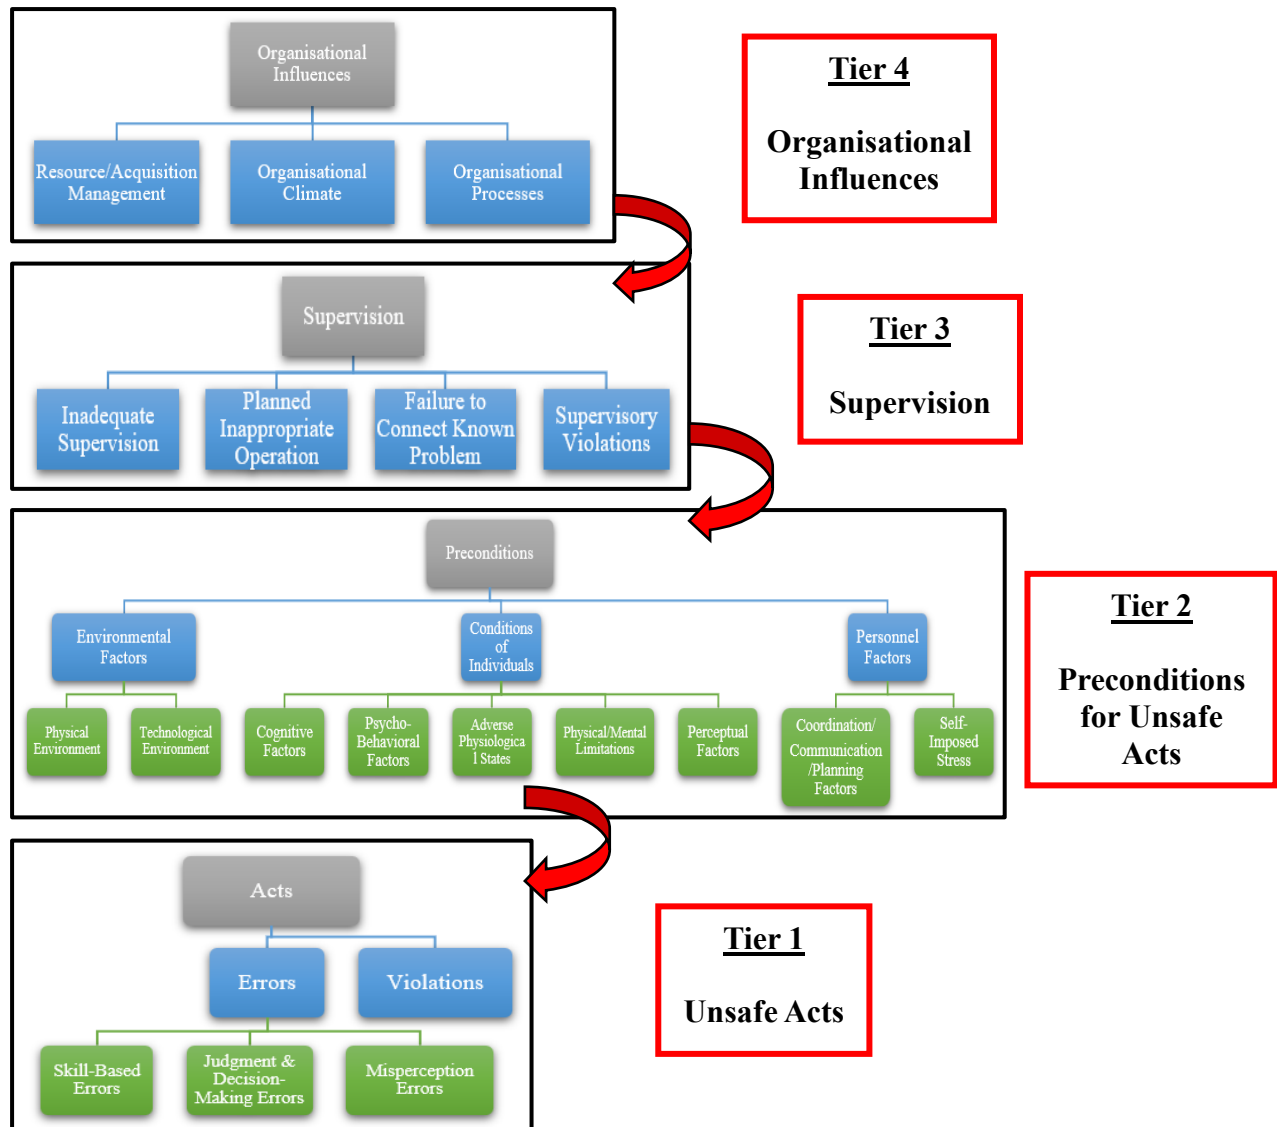 Organisational
Influences
Resource/Acquisition
Management
Organisational
Climate
Organisational
Processes
Tier 4
Organisational
Influences
Supervision
Inadequate
Supervision
Planned
Inappropriate
Operation
Failure to
Connect Known
Problem
Supervisory
Violations
Tier 3
Supervision
Preconditions
Environmental
Factors
Conditions
of
Individuals
Personnel
Factors
Physical
Environment
Technological
Environment
Cognitive
Factors
Psycho-
Behavioral
Factors
Adverse
Physiologica
l States
Physical/Mental
Limitations
Perceptual
Factors
Coordination/
Communication
/Planning
Factors
Self-
Imposed
Stress
Tier 2
Preconditions
for Unsafe
Acts
Acts
Errors
Violations
Skill-Based
Errors
Judgment &
Decision-
Making Errors
Misperception
Errors
Tier 1
Unsafe Acts